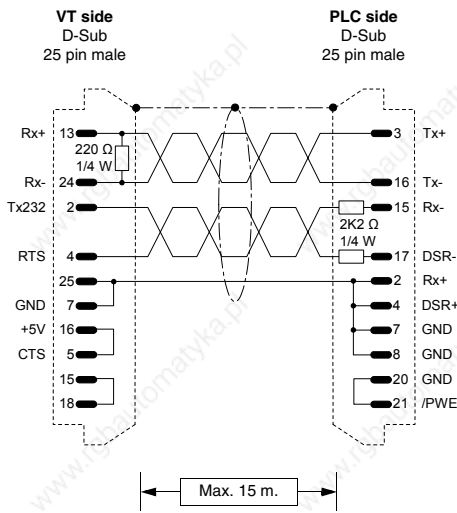 VT side
D-Sub
25 pin male
PLC side
D-Sub
25 pin male
Rx+ 13
220 Ω
1/4 W
Rx- 24
Tx232 2
RTS 4
25
GND 7
+5V 16
CTS 5
15
18
3 Tx+
16 Tx-
15 Rx-
2K2 Ω
1/4 W
17 DSR-
2 Rx+
4 DSR+
7 GND
8 GND
20 GND
21 /PWE
Max. 15 m.
www.rgbautomatyka.pl